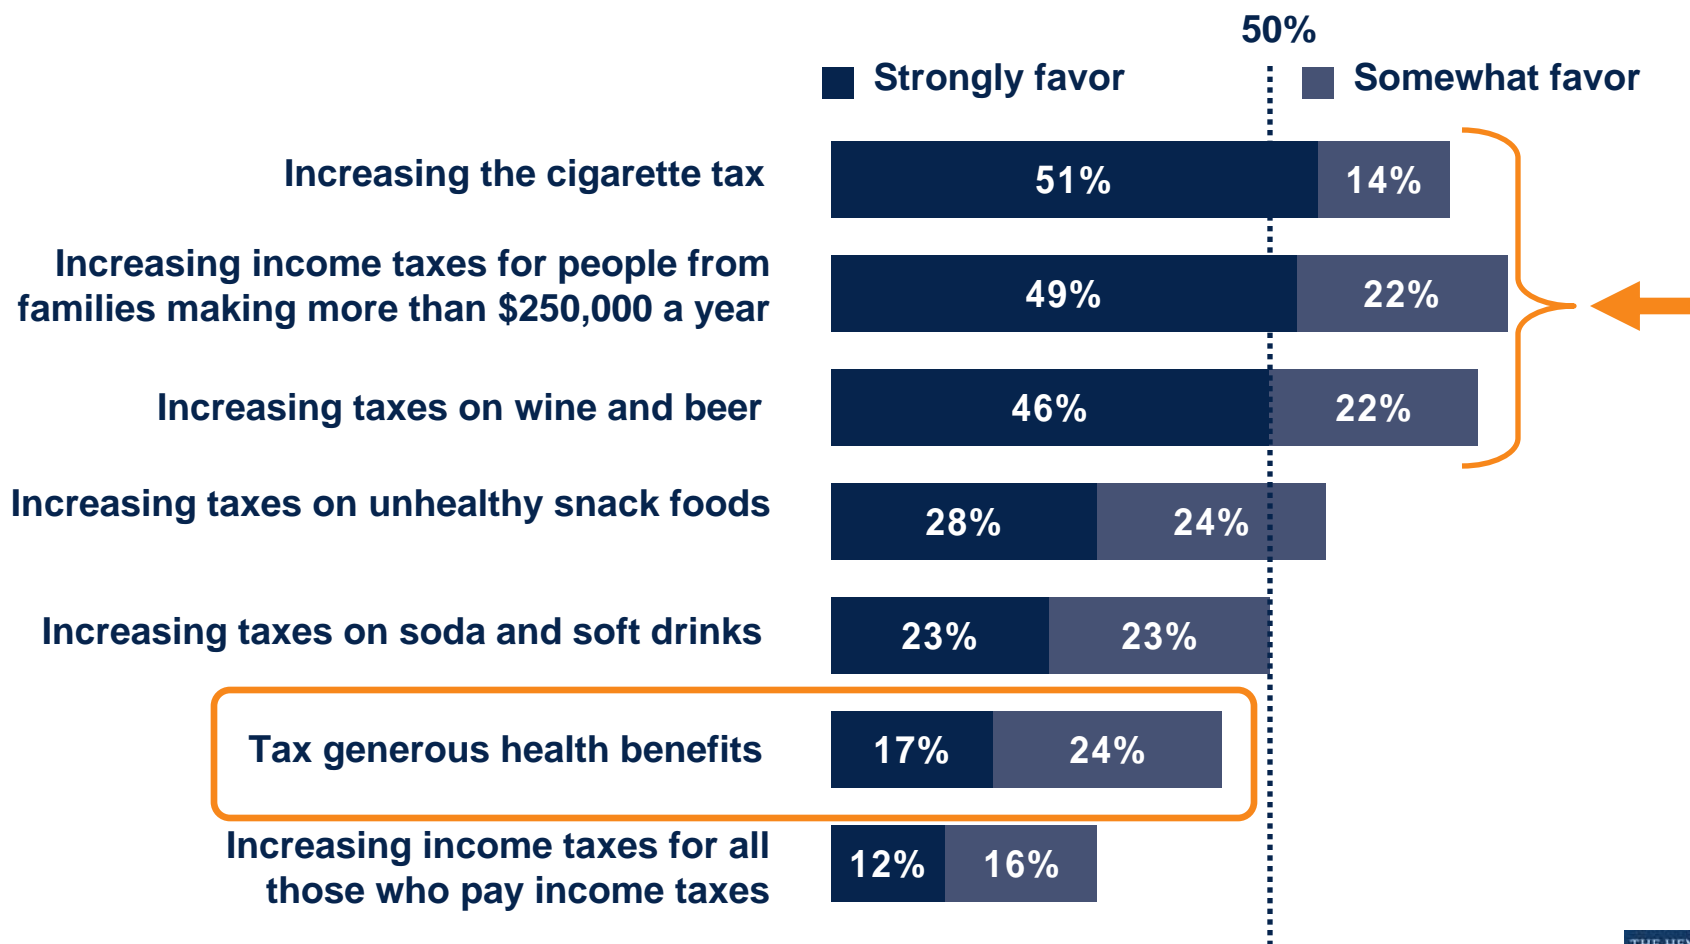 50%
Strongly favor
Somewhat favor
Increasing the cigarette tax
51%
14%
Increasing income taxes for people from
families making more than $250,000 a year
49%
22%
Increasing taxes on wine and beer
46%
22%
Increasing taxes on unhealthy snack foods
28%
24%
Increasing taxes on soda and soft drinks
23%
23%
Tax generous health benefits
17%
24%
Increasing income taxes for all
those who pay income taxes
12%
16%